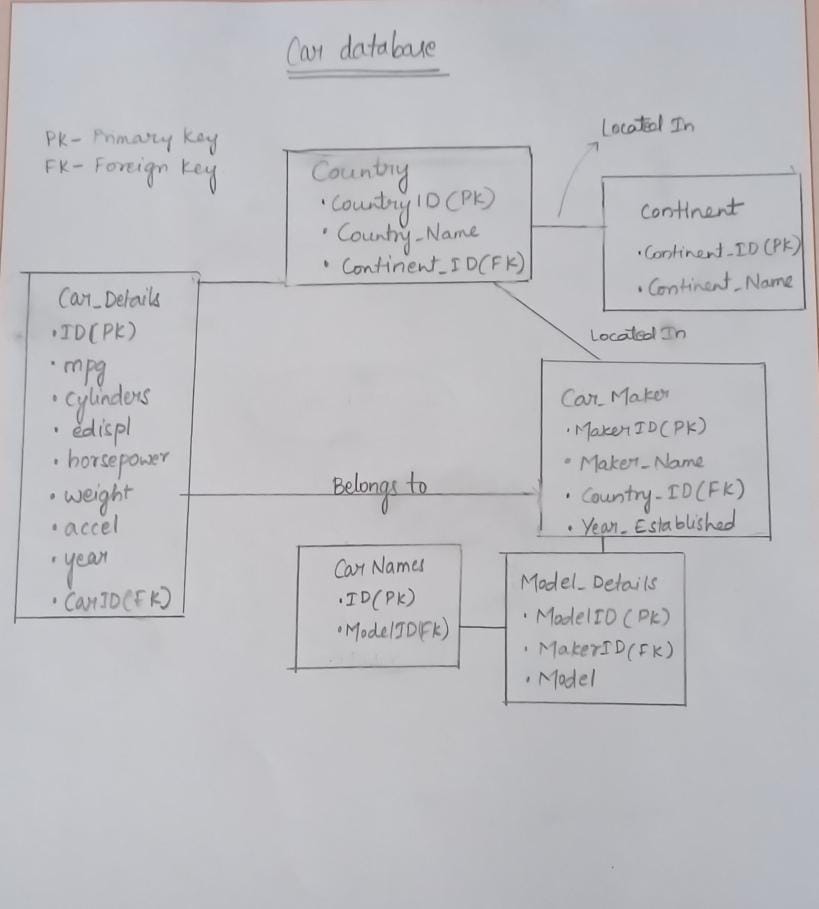 Car database
PK- Primary key
FK- Foreign key
Located In
Country
• Country ID (PK)
• Country_Name
• Continent_ID(FK)
Continent
• Continent_ID (PK)
• Continent_Name
Car_Details
• ID(PK)
• mpg
• cylinders
• edispl
• horsepower
• weight
• accel
• year
• CarID(FK)
Located In
Car_Maker
• MakerID(PK)
• Maker_Name
• Country_ID(FK)
• Year_Established
Belongs to
Car Names
• ID(PK)
• ModelID(FK)
Model_Details
• ModelID (PK)
• MakerID(FK)
• Model